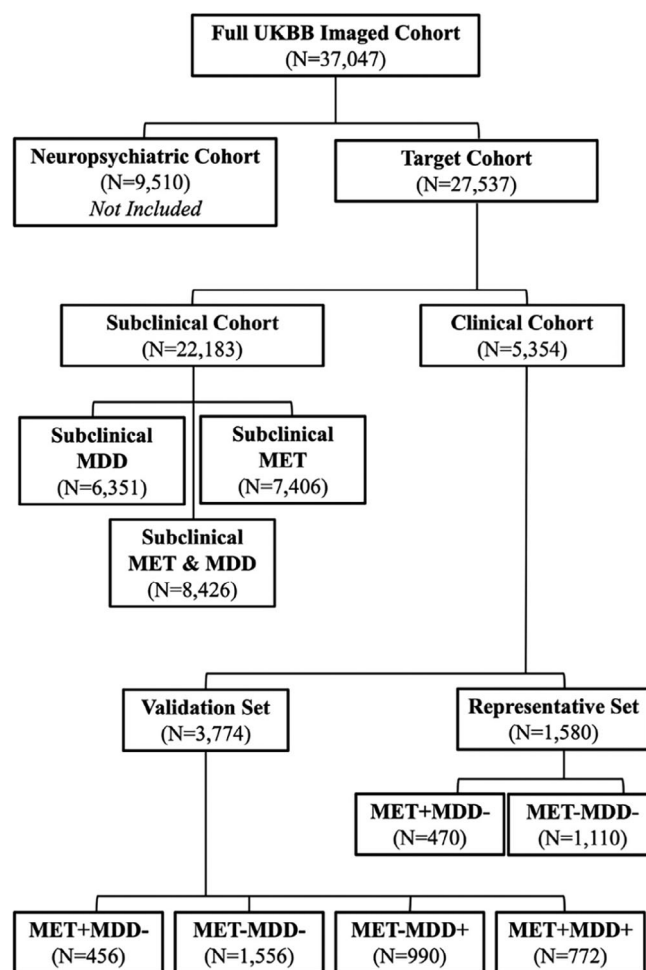 Full UKBB Imaged Cohort
(N=37,047)
Neuropsychiatric Cohort
(N=9,510)
Not Included
Target Cohort
(N=27,537)
Subclinical Cohort
(N=22,183)
Clinical Cohort
(N=5,354)
Subclinical
MDD
(N=6,351)
Subclinical
MET
(N=7,406)
Subclinical
MET & MDD
(N=8,426)
Validation Set
(N=3,774)
Representative Set
(N=1,580)
MET+MDD-
(N=470)
MET-MDD-
(N=1,110)
MET+MDD-
(N=456)
MET-MDD-
(N=1,556)
MET-MDD+
(N=990)
MET+MDD+
(N=772)